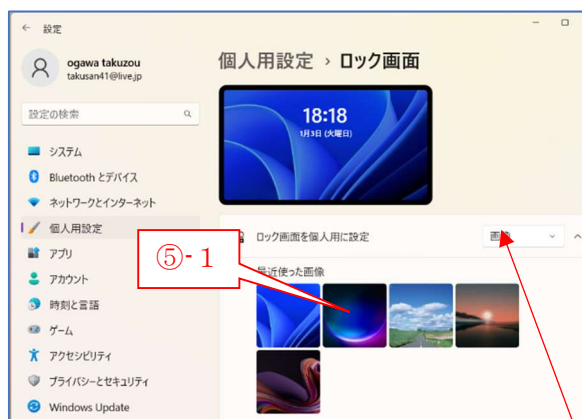 ← 設定
ogawa takuzou
takusan41@live.jp
設定の検索
システム
Bluetooth とデバイス
ネットワークとインターネット
個人用設定
アプリ
アカウント
時刻と言語
ゲーム
アクセシビリティ
プライバシーとセキュリティ
Windows Update
個人用設定 › ロック画面
18:18
1月3日 (火曜日)
ロック画面を個人用に設定
画像
最近使った画像
⑤-1